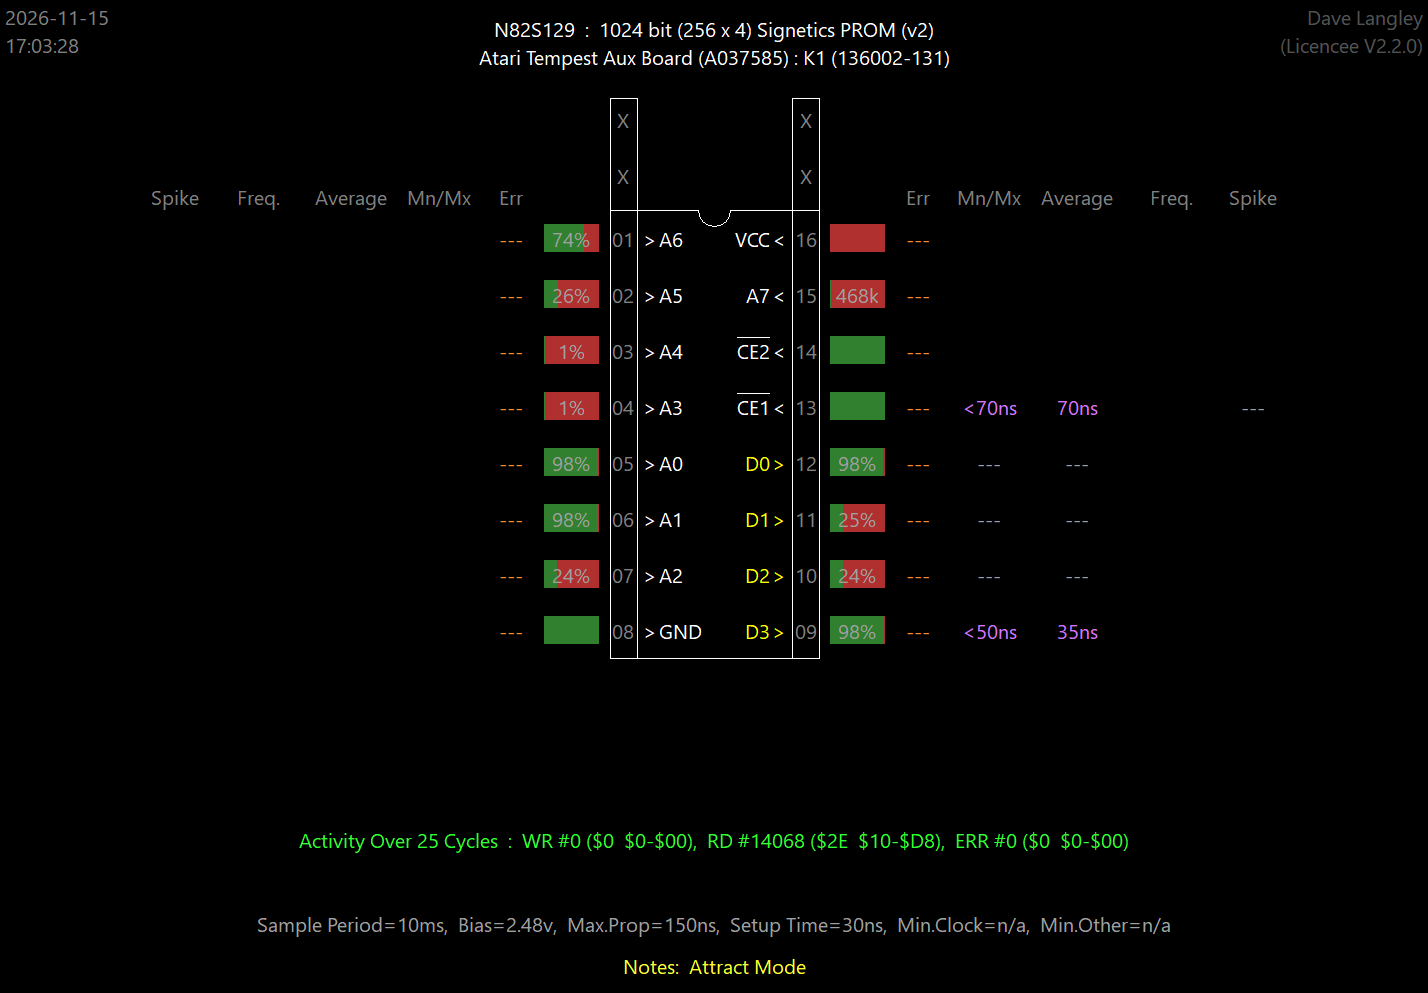 2026-11-15
17:03:28
N82S129 : 1024 bit (256 x 4) Signetics PROM (v2)
Atari Tempest Aux Board (A037585) : K1 (136002-131)
Dave Langley
(Licencee V2.2.0)
X X
X X
Spike Freq. Average Mn/Mx Err Err Mn/Mx Average Freq. Spike
--- 74% 01 > A6 VCC < 16 ---
--- 26% 02 > A5 A7 < 15 468k ---
--- 1% 03 > A4 CE2 < 14 ---
--- 1% 04 > A3 CE1 < 13 --- <70ns 70ns ---
--- 98% 05 > A0 D0 > 12 98% --- --- ---
--- 98% 06 > A1 D1 > 11 25% --- --- ---
--- 24% 07 > A2 D2 > 10 24% --- --- ---
--- 08 > GND D3 > 09 98% --- <50ns 35ns
Activity Over 25 Cycles : WR #0 ($0 $0-$00), RD #14068 ($2E $10-$D8), ERR #0 ($0 $0-$00)
Sample Period=10ms, Bias=2.48v, Max.Prop=150ns, Setup Time=30ns, Min.Clock=n/a, Min.Other=n/a
Notes: Attract Mode